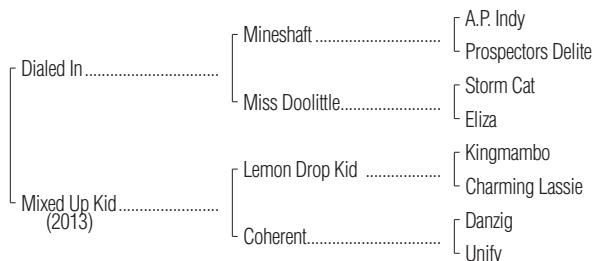 A.P. Indy
Mineshaft
Prospectors Delite
Dialed In
Storm Cat
Miss Doolittle
Eliza
Kingmambo
Lemon Drop Kid
Charming Lassie
Mixed Up Kid
(2013)
Danzig
Coherent
Unify